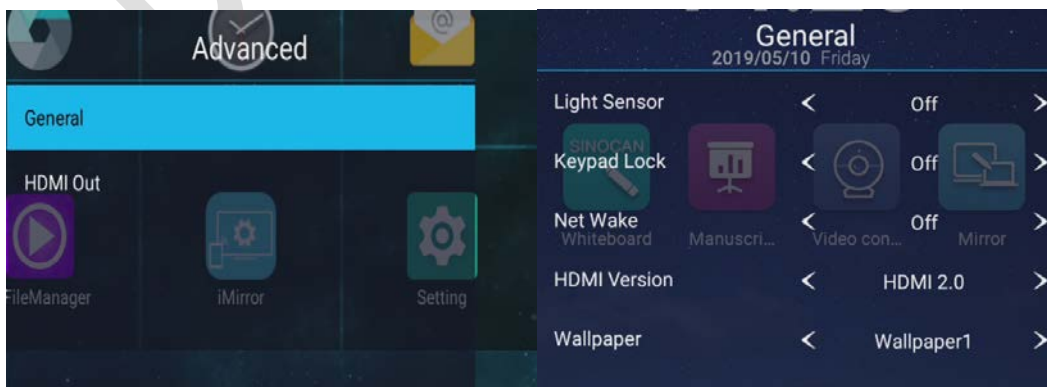 Advanced
General
HDMI Out
FileManager
iMirror
Setting
General
2019/05/10 Friday
Light Sensor < Off >
SINOCAN
Keypad Lock < Off >
Net Wake < Off >
Whiteboard Manuscri... Video con... Mirror
HDMI Version < HDMI 2.0 >
Wallpaper < Wallpaper1 >